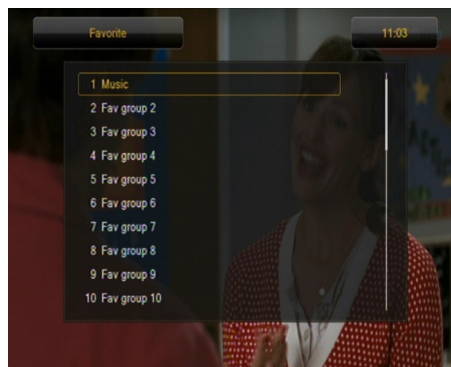 Favorite
11:03
1 Music
2 Fav group 2
3 Fav group 3
4 Fav group 4
5 Fav group 5
6 Fav group 6
7 Fav group 7
8 Fav group 8
9 Fav group 9
10 Fav group 10